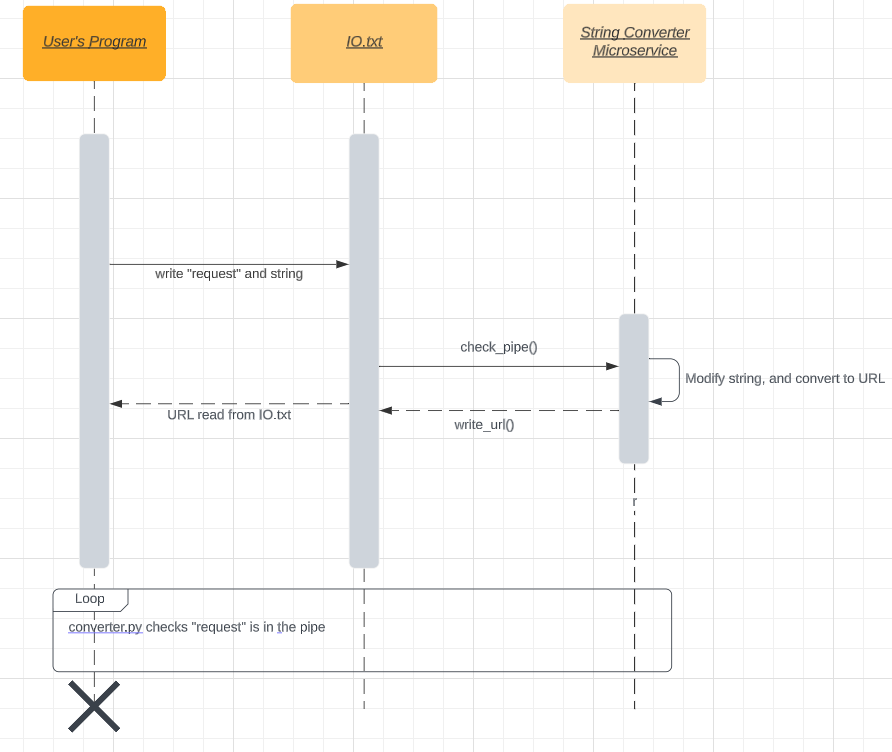 User's Program
IO.txt
String Converter
Microservice
write "request" and string
check_pipe()
Modify string, and convert to URL
URL read from IO.txt
write_url()
r
Loop
converter.py checks "request" is in the pipe